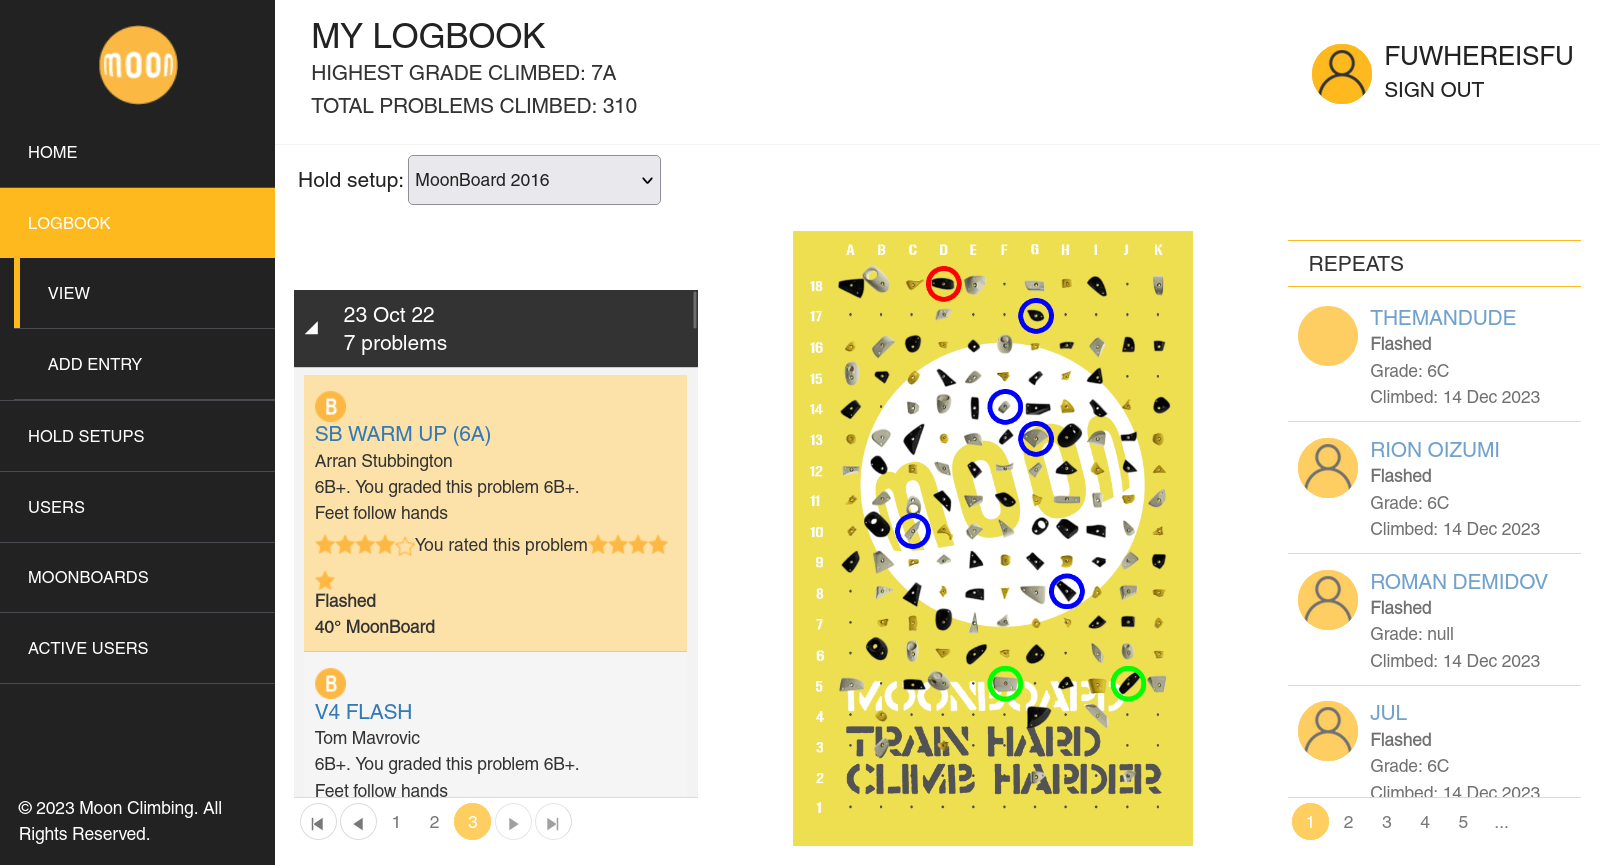 moon
HOME
LOGBOOK
VIEW
ADD ENTRY
HOLD SETUPS
USERS
MOONBOARDS
ACTIVE USERS
© 2023 Moon Climbing. All
Rights Reserved.
MY LOGBOOK
HIGHEST GRADE CLIMBED: 7A
TOTAL PROBLEMS CLIMBED: 310
FUWHEREISFU
SIGN OUT
Hold setup: MoonBoard 2016
23 Oct 22
7 problems
B
SB WARM UP (6A)
Arran Stubbington
6B+. You graded this problem 6B+.
Feet follow hands
You rated this problem
Flashed
40° MoonBoard
B
V4 FLASH
Tom Mavrovic
6B+. You graded this problem 6B+.
Feet follow hands
1 2 3
A B C D E F G H I J K
18
17
16
15
14
13
12
11
10
9
8
7
6
5
4
3
2
1
moon
MOONBOARD
TRAIN HARD
CLIMB HARDER
REPEATS
THEMANDUDE
Flashed
Grade: 6C
Climbed: 14 Dec 2023
RION OIZUMI
Flashed
Grade: 6C
Climbed: 14 Dec 2023
ROMAN DEMIDOV
Flashed
Grade: null
Climbed: 14 Dec 2023
JUL
Flashed
Grade: 6C
Climbed: 14 Dec 2023
1 2 3 4 5 ...